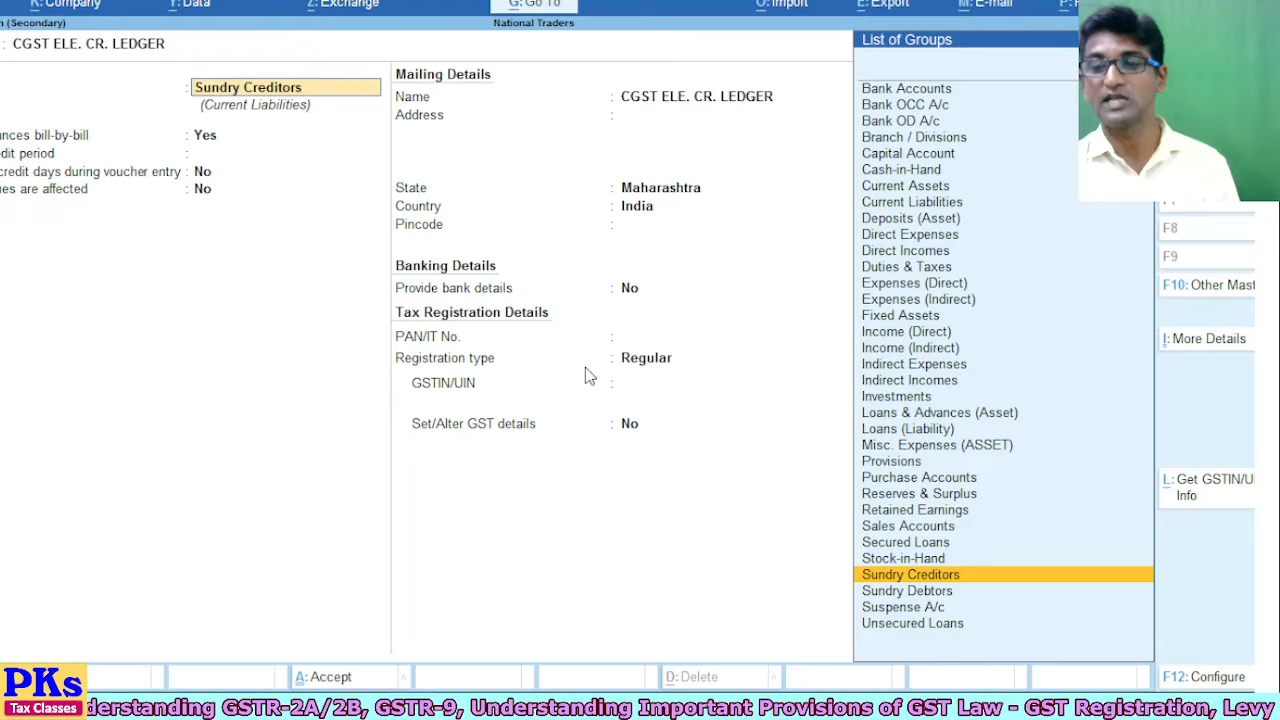 K: Company Y: Data Z: Exchange G: Go To O: Import E: Export M: E-mail
(Secondary) National Traders
: CGST ELE. CR. LEDGER
: Sundry Creditors
(Current Liabilities)
nces bill-by-bill : Yes
dit period :
credit days during voucher entry : No
es are affected : No
Mailing Details
Name : CGST ELE. CR. LEDGER
Address :
State : Maharashtra
Country : India
Pincode :
Banking Details
Provide bank details : No
Tax Registration Details
PAN/IT No. :
Registration type : Regular
GSTIN/UIN :
Set/Alter GST details : No
List of Groups
Bank Accounts
Bank OCC A/c
Bank OD A/c
Branch / Divisions
Capital Account
Cash-in-Hand
Current Assets
Current Liabilities
Deposits (Asset)
Direct Expenses
Direct Incomes
Duties & Taxes
Expenses (Direct)
Expenses (Indirect)
Fixed Assets
Income (Direct)
Income (Indirect)
Indirect Expenses
Indirect Incomes
Investments
Loans & Advances (Asset)
Loans (Liability)
Misc. Expenses (ASSET)
Provisions
Purchase Accounts
Reserves & Surplus
Retained Earnings
Sales Accounts
Secured Loans
Stock-in-Hand
Sundry Creditors
Sundry Debtors
Suspense A/c
Unsecured Loans
F8
F9
F10: Other Mast
I: More Details
L: Get GSTIN/U
Info
A: Accept D: Delete F12: Configure
PKs
Tax Classes
derstanding GSTR-2A/2B, GSTR-9, Understanding Important Provisions of GST Law - GST Registration, Levy